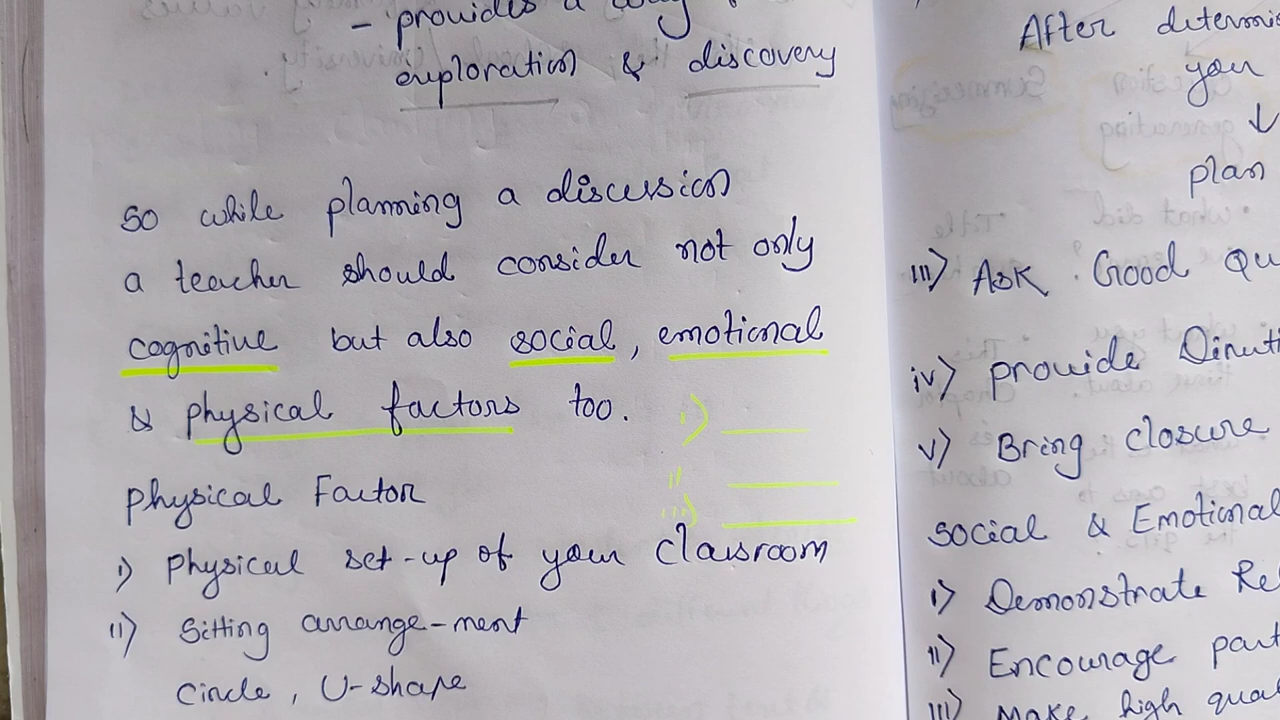 - provides a way
exploration & discovery
so while planning a discussion
a teacher should consider not only
cognitive but also social, emotional
& physical factors too.
i)
ii
iii)
Physical Factor
i) Physical set-up of your classroom
ii) Sitting arrange-ment
Circle, U-shape
After
you
↓
plan
iii) Ask Good
iv) Provide
v) Bring closure
Social & Emotional
i) Demonstrate
ii) Encourage
iii) Make high